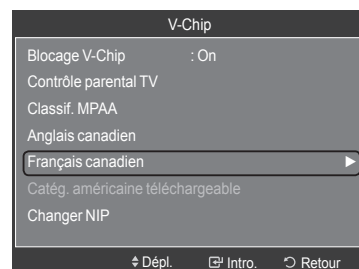 V-Chip
Blocage V-Chip : On
Contrôle parental TV
Classif. MPAA
Anglais canadien
Français canadien
Catég. américaine téléchargeable
Changer NIP
Dépl. Intro. Retour